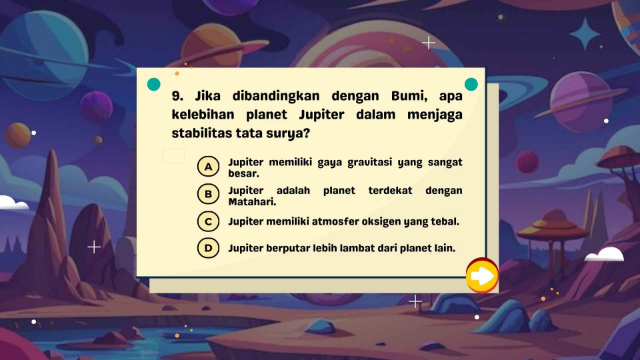 9. Jika dibandingkan dengan Bumi, apa
kelebihan planet Jupiter dalam menjaga
stabilitas tata surya?
A Jupiter memiliki gaya gravitasi yang sangat
besar.
B Jupiter adalah planet terdekat dengan
Matahari.
C Jupiter memiliki atmosfer oksigen yang tebal.
D Jupiter berputar lebih lambat dari planet lain.